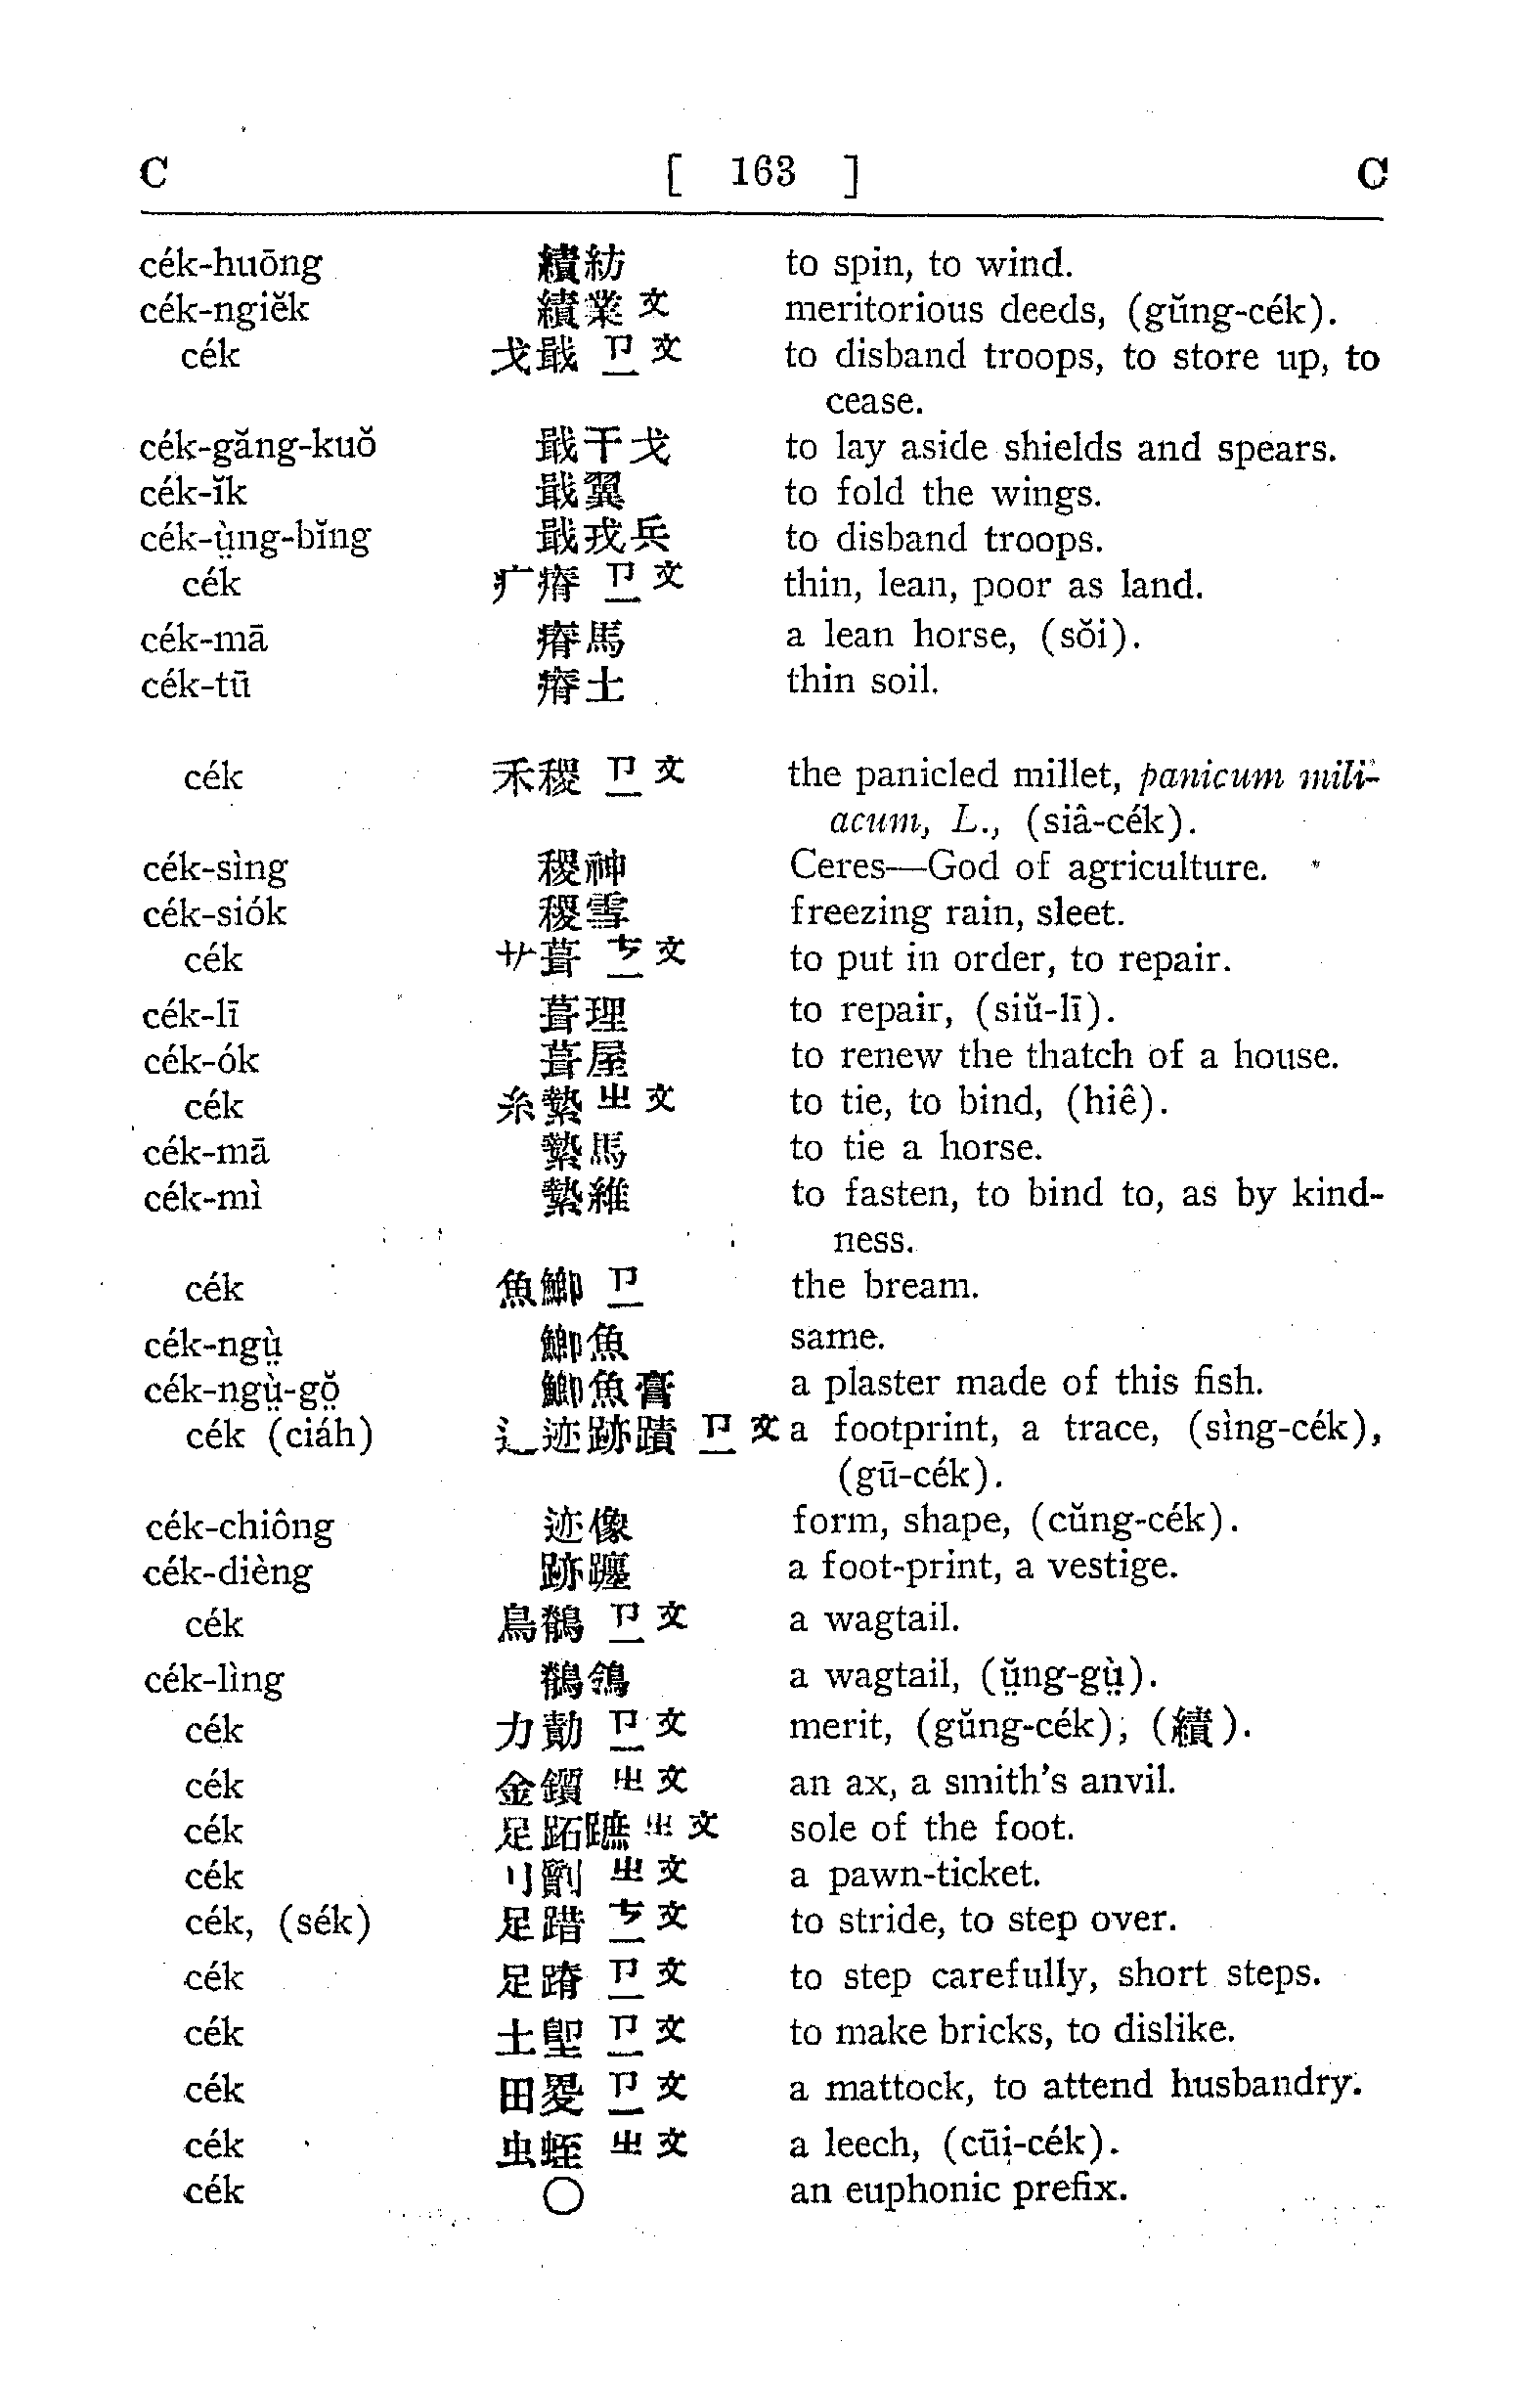 C [ 163 ] C
cék-huōng 績紡 to spin, to wind.
cék-ngiĕk 績業 文 meritorious deeds, (gŭng-cék).
cék 戈戢 ㄗ 文 to disband troops, to store up, to
cease.
cék-găng-kuŏ 戢干戈 to lay aside shields and spears.
cék-ĭk 戢翼 to fold the wings.
cék-ṳ̀ng-bĭng 戢戎兵 to disband troops.
cék 疒瘠 ㄗ 文 thin, lean, poor as land.
cék-mā 瘠馬 a lean horse, (sŏi).
cék-tū 瘠土 thin soil.
cék 禾稷 ㄗ 文 the panicled millet, panicum mili-
acum, L., (siâ-cék).
cék-sìng 稷神 Ceres—God of agriculture.
cék-siók 稷雪 freezing rain, sleet.
cék 艹葺 ㄘ 文 to put in order, to repair.
cék-lī 葺理 to repair, (siŭ-lī).
cék-ók 葺屋 to renew the thatch of a house.
cék 糸縶 ㄓ 文 to tie, to bind, (hiê).
cék-mā 縶馬 to tie a horse.
cék-mì 縶維 to fasten, to bind to, as by kind-
ness.
cék 魚鯽 ㄗ the bream.
cék-ngṳ̀ 鯽魚 same.
cék-ngṳ̀-gŏ̤ 鯽魚膏 a plaster made of this fish.
cék (ciáh) 辶迹跡蹟 ㄗ 文 a footprint, a trace, (sìng-cék),
(gū-cék).
cék-chiông 迹像 form, shape, (cŭng-cék).
cék-dièng 跡躔 a foot-print, a vestige.
cék 鳥鶺 ㄗ 文 a wagtail.
cék-lìng 鶺鴒 a wagtail, (ṳ̆ng-gṳ̀).
cék 力勣 ㄗ 文 merit, (gŭng-cék), (績).
cék 金鑕 ㄓ 文 an ax, a smith's anvil.
cék 足跖蹠 ㄓ 文 sole of the foot.
cék 刂劕 ㄓ 文 a pawn-ticket.
cék, (sék) 足踖 ㄘ 文 to stride, to step over.
cék 足蹐 ㄗ 文 to step carefully, short steps.
cék 土堲 ㄗ 文 to make bricks, to dislike.
cék 田畟 ㄗ 文 a mattock, to attend husbandry.
cék 虫蛭 ㄓ 文 a leech, (cūi-cék).
cék ○ an euphonic prefix.